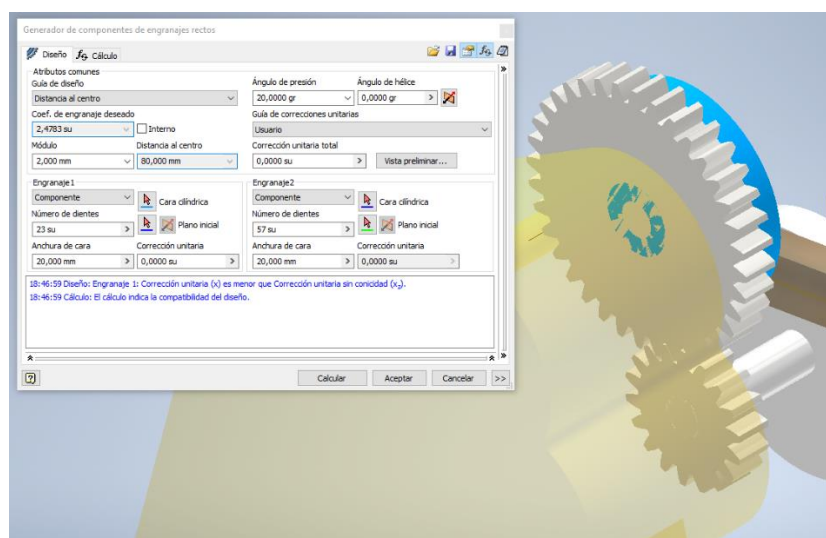 Generador de componentes de engranajes rectos
Diseño Cálculo
Atributos comunes
Guía de diseño Ángulo de presión Ángulo de hélice
Distancia al centro 20,0000 gr 0,0000 gr
Coef. de engranaje deseado Guía de correcciones unitarias
2,4783 su Interno Usuario
Módulo Distancia al centro Corrección unitaria total
2,000 mm 80,000 mm 0,0000 su Vista preliminar...
Engranaje1 Engranaje2
Componente Cara cilíndrica Componente Cara cilíndrica
Número de dientes Plano inicial Número de dientes Plano inicial
23 su 57 su
Anchura de cara Corrección unitaria Anchura de cara Corrección unitaria
20,000 mm 0,0000 su 20,000 mm 0,0000 su
18:46:59 Diseño: Engranaje 1: Corrección unitaria (x) es menor que Corrección unitaria sin conicidad (x₂).
18:46:59 Cálculo: El cálculo indica la compatibilidad del diseño.
Calcular Aceptar Cancelar >>